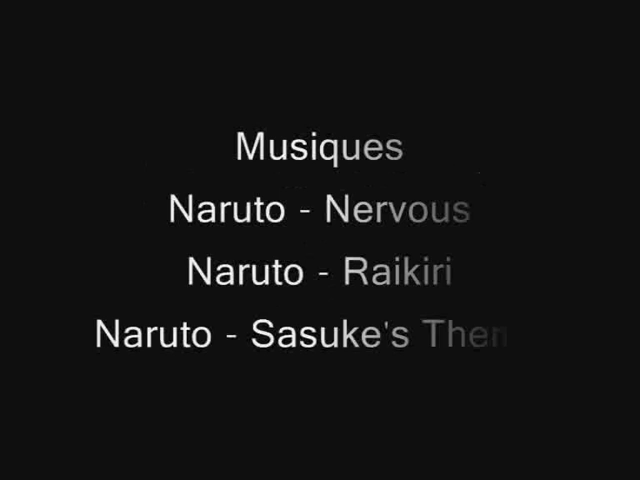 Musiques
Naruto - Nervous
Naruto - Raikiri
Naruto - Sasuke's